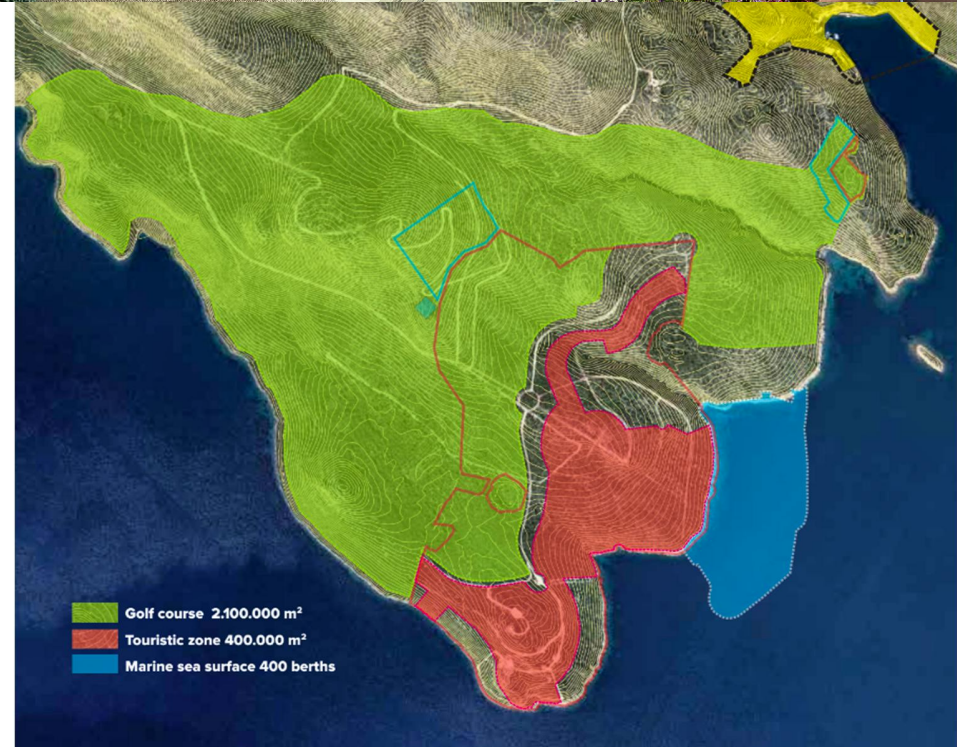 Golf course 2.100.000 m²
Touristic zone 400.000 m²
Marine sea surface 400 berths